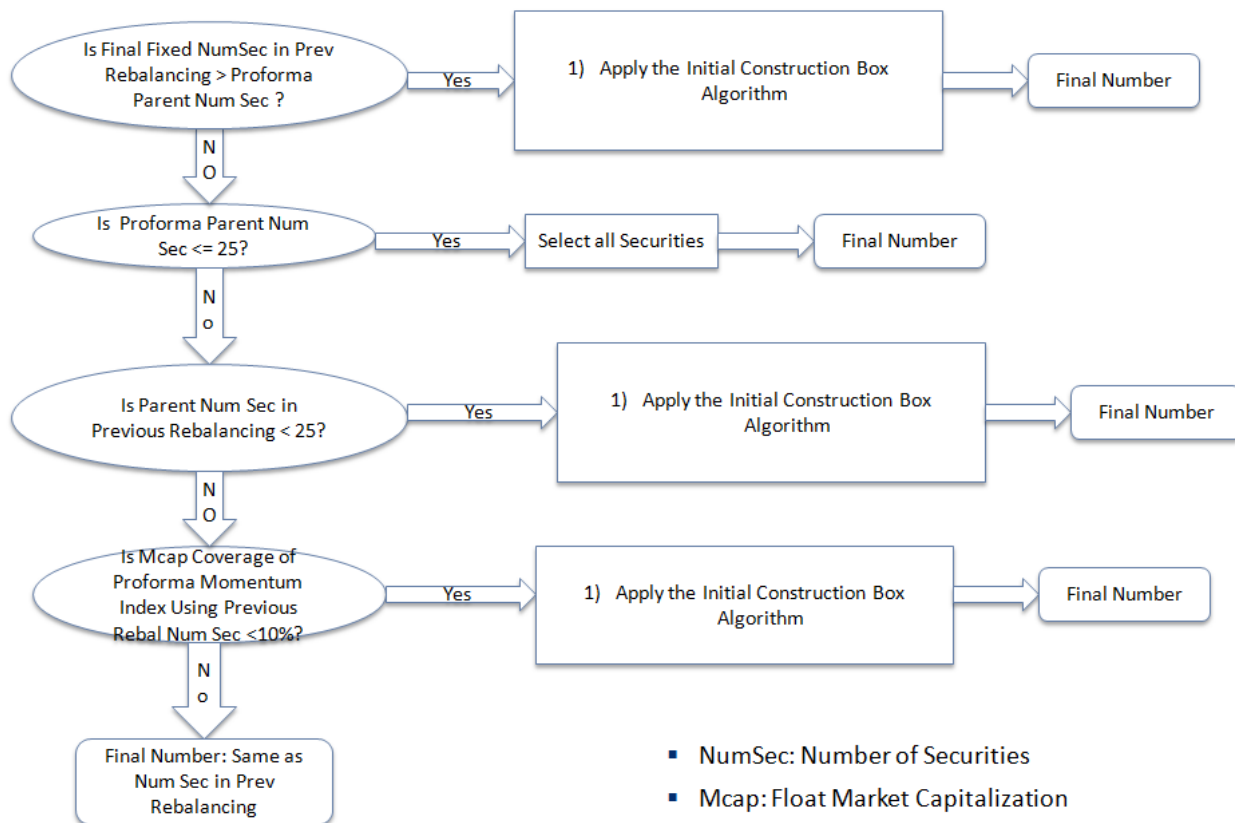 Is Final Fixed NumSec in Prev
Rebalancing > Proforma
Parent Num Sec ?
Yes
1) Apply the Initial Construction Box
Algorithm
Final Number
N
O
Is Proforma Parent Num
Sec <= 25?
Yes
Select all Securities
Final Number
N
o
Is Parent Num Sec in
Previous Rebalancing < 25?
Yes
1) Apply the Initial Construction Box
Algorithm
Final Number
N
O
Is Mcap Coverage of
Proforma Momentum
Index Using Previous
Rebal Num Sec <10%?
Yes
1) Apply the Initial Construction Box
Algorithm
Final Number
N
o
Final Number: Same as
Num Sec in Prev
Rebalancing
▪ NumSec: Number of Securities
▪ Mcap: Float Market Capitalization